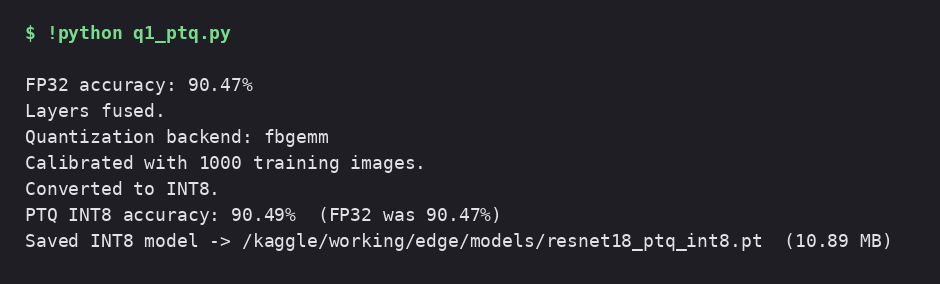 $ !python q1_ptq.py
FP32 accuracy: 90.47%
Layers fused.
Quantization backend: fbgemm
Calibrated with 1000 training images.
Converted to INT8.
PTQ INT8 accuracy: 90.49%  (FP32 was 90.47%)
Saved INT8 model -> /kaggle/working/edge/models/resnet18_ptq_int8.pt  (10.89 MB)